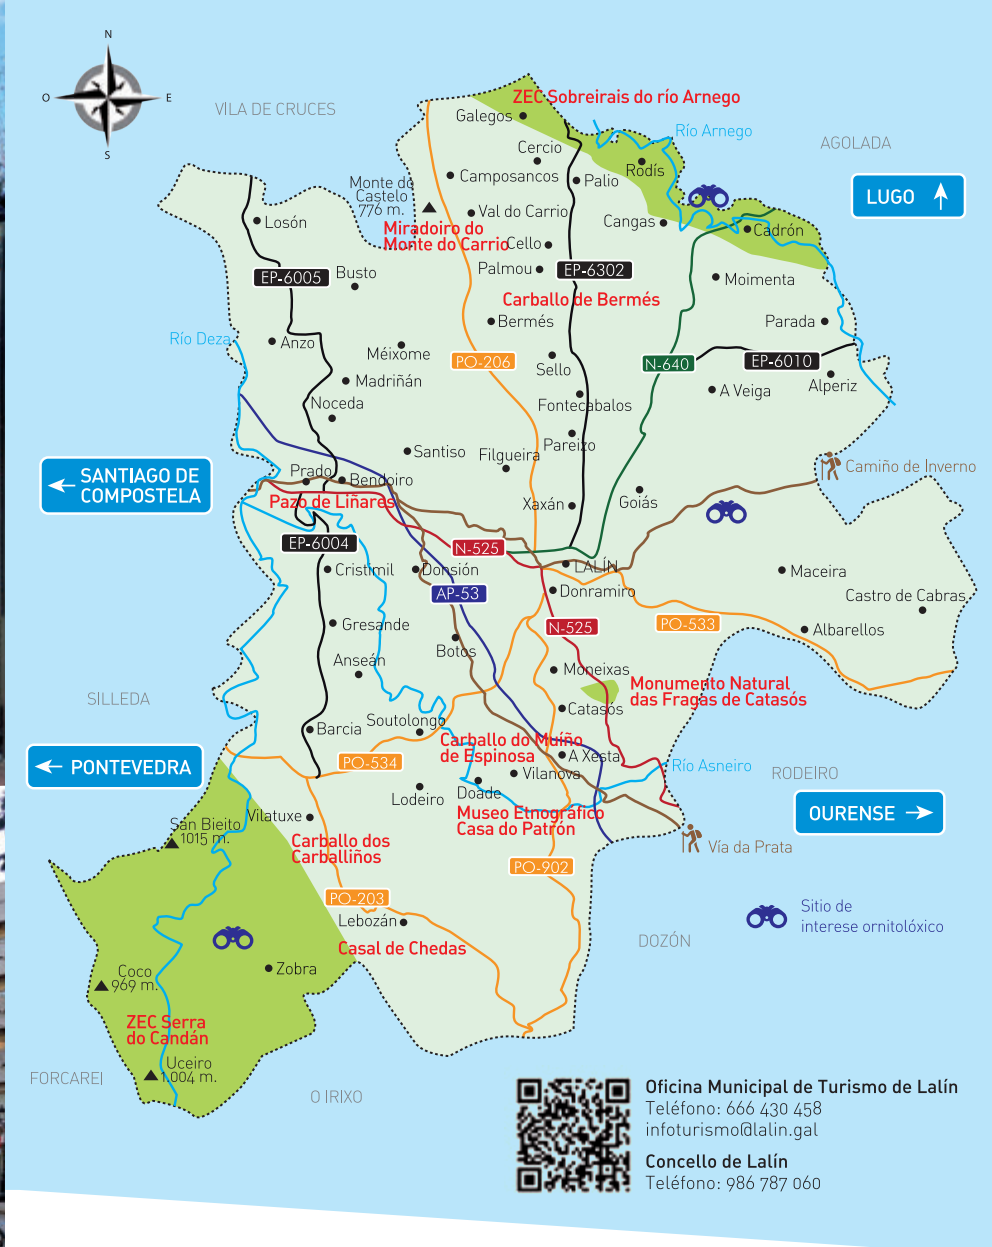 N
O
E
S
VILA DE CRUCES
ZEC Sobreirais do río Arnego
Galegos
Río Arnego
AGOLADA
Cercio
Rodís
Camposancos
Palio
Monte do
Castelo
776 m.
LUGO
Val do Carrio
Cangas
Losón
Cadrón
Miradoiro do
Monte do Carrio
Cello
Palmou
EP-6302
EP-6005
Busto
Moimenta
Carballo de Bermés
Bermés
Parada
Río Deza
Anzo
Méixome
PO-206
Sello
N-640
EP-6010
Madriñán
A Veiga
Alperiz
Noceda
Fontecabalos
Pareizo
Santiso
Filgueira
Camiño de Inverno
SANTIAGO DE
COMPOSTELA
Prado
Bendoiro
Pazo de Liñares
Xaxán
Goiás
EP-6004
N-525
Cristimil
Donsión
LALÍN
Maceira
AP-53
Donramiro
Castro de Cabras
Gresande
N-525
PO-533
Albarellos
Botos
Anseán
Moneixas
Monumento Natural
das Fragas de Catasós
SILLEDA
Catasós
Soutolongo
Barcia
Carballo do Muíño
de Espinosa
A Xesta
PO-534
PONTEVEDRA
Río Asneiro
RODEIRO
Vilanova
Doade
Lodeiro
OURENSE
Museo Etnográfico
Casa do Patrón
Vilatuxe
San Bieito
1015 m.
Carballo dos
Carballiños
Vía da Prata
PO-902
PO-203
Lebozán
Sitio de
interese ornitolóxico
Casal de Chedas
DOZÓN
Zobra
Coco
969 m.
ZEC Serra
do Candán
Uceiro
1.004 m.
FORCAREI
O IRIXO
Oficina Municipal de Turismo de Lalín
Teléfono: 666 430 458
infoturismo@lalin.gal
Concello de Lalín
Teléfono: 986 787 060